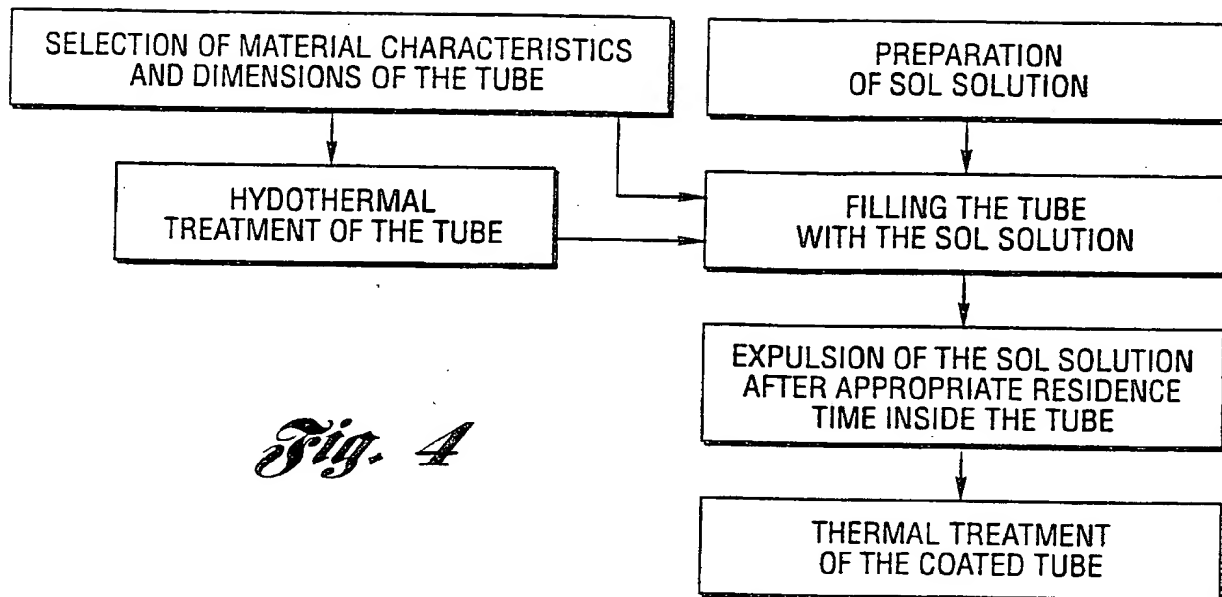 SELECTION OF MATERIAL CHARACTERISTICS
AND DIMENSIONS OF THE TUBE
PREPARATION
OF SOL SOLUTION
HYDOTHERMAL
TREATMENT OF THE TUBE
FILLING THE TUBE
WITH THE SOL SOLUTION
EXPULSION OF THE SOL SOLUTION
AFTER APPROPRIATE RESIDENCE
TIME INSIDE THE TUBE
Fig. 4
THERMAL TREATMENT
OF THE COATED TUBE